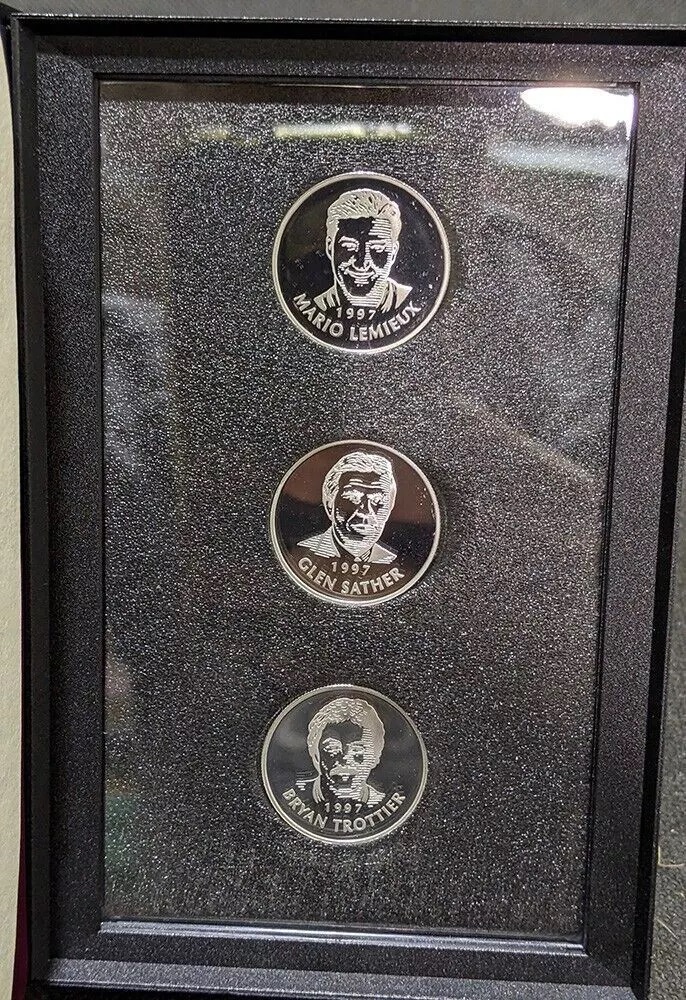 1997
MARIO LEMIEUX
1997
GLEN SATHER
1997
BRYAN TROTTIER